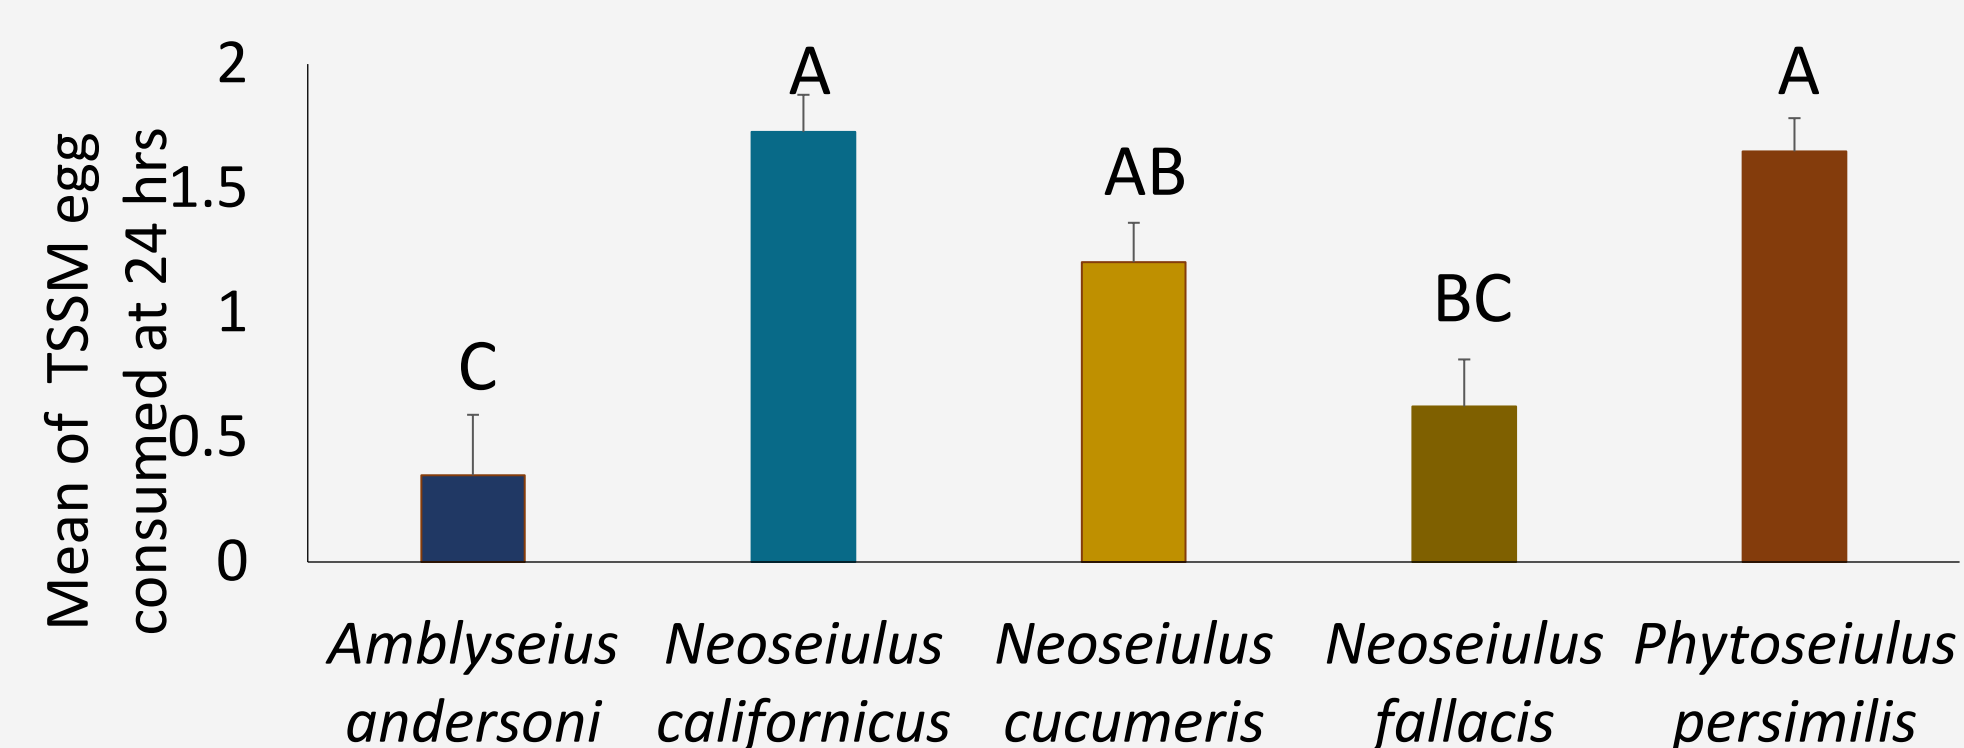 Mean of TSSM egg
consumed at 24 hrs
2
1.5
1
0.5
0
C
A
AB
BC
A
Amblyseius
andersoni
Neoseiulus
californicus
Neoseiulus
cucumeris
Neoseiulus
fallacis
Phytoseiulus
persimilis